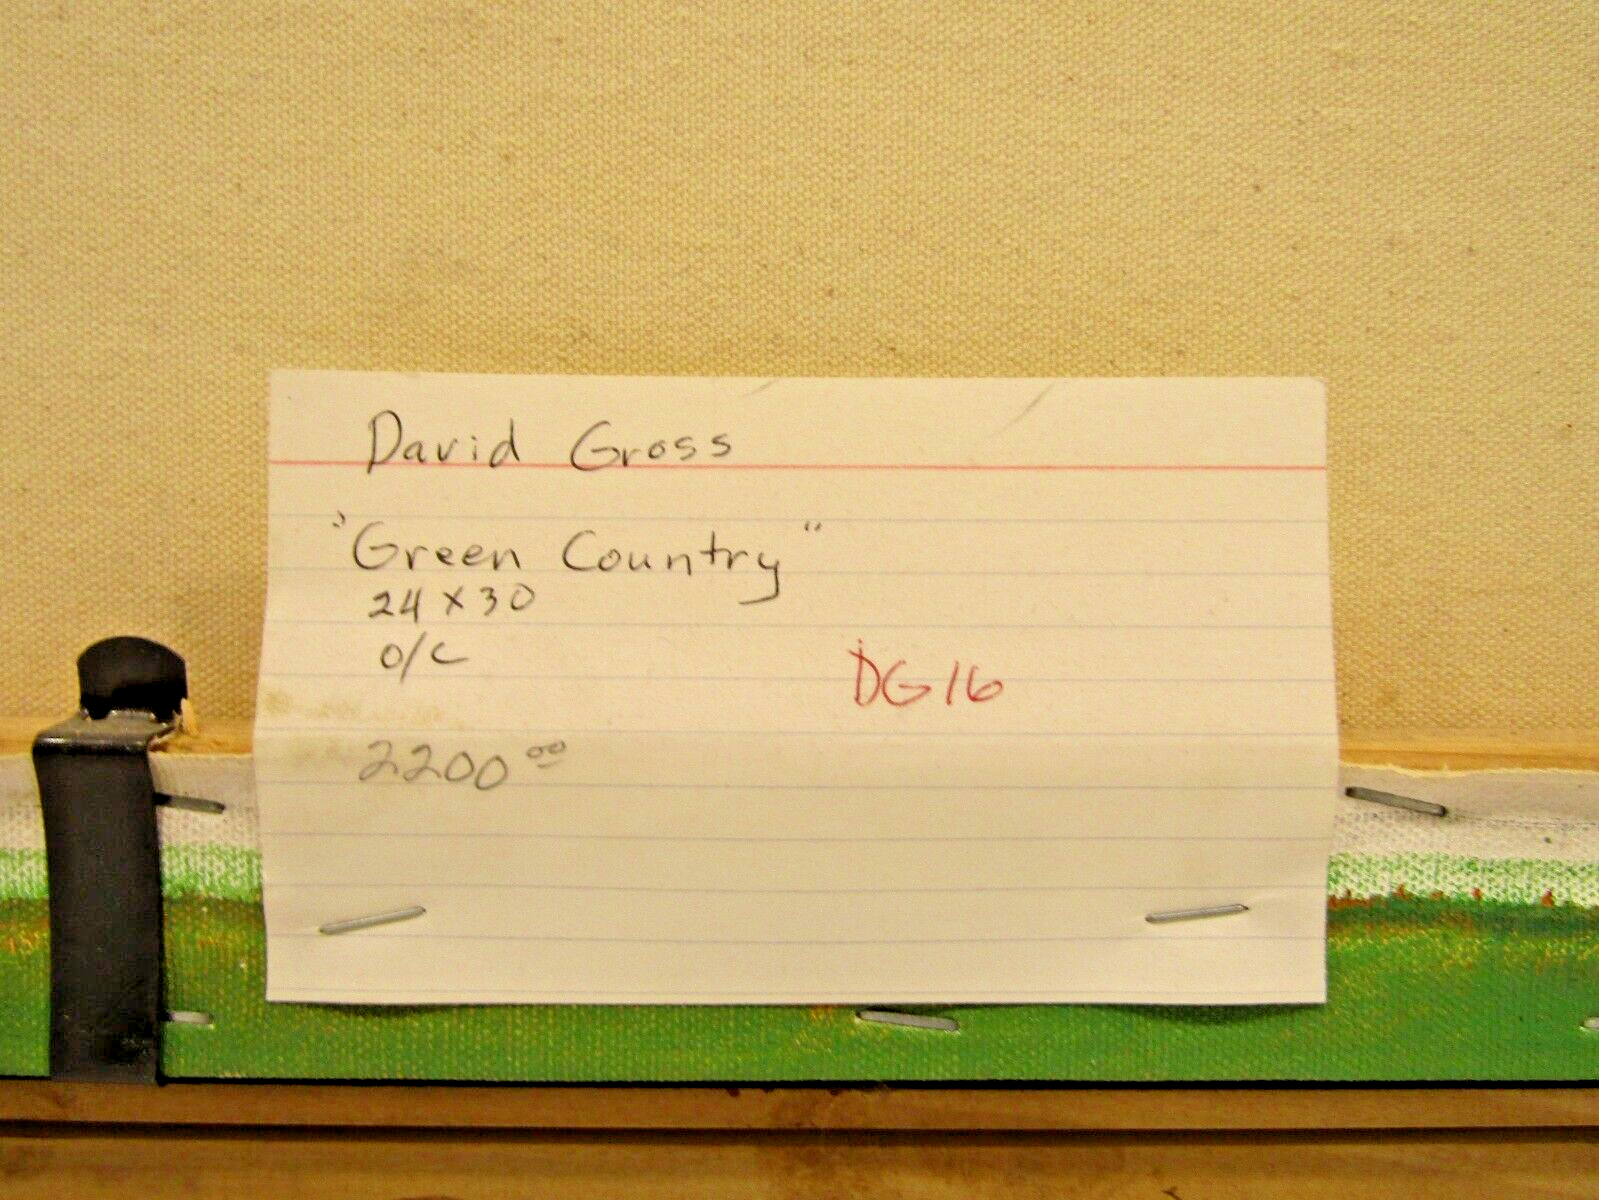 David Gross
"Green Country"
24 x 30
O/C
DG16
2200 00